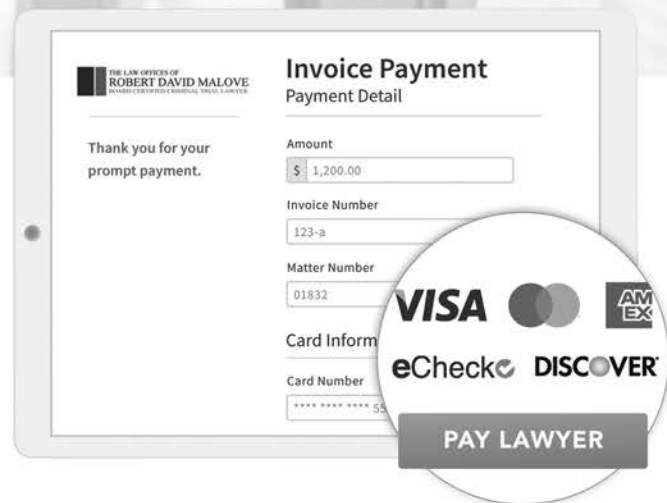 THE LAW OFFICES OF
ROBERT DAVID MALOVE
BOARD CERTIFIED CRIMINAL TRIAL LAWYER
Thank you for your
prompt payment.
Invoice Payment
Payment Detail
Amount
$ 1,200.00
Invoice Number
123-a
Matter Number
01832
Card Inform
Card Number
**** **** **** 55
VISA
AM
EX
eCheck DISCOVER
PAY LAWYER